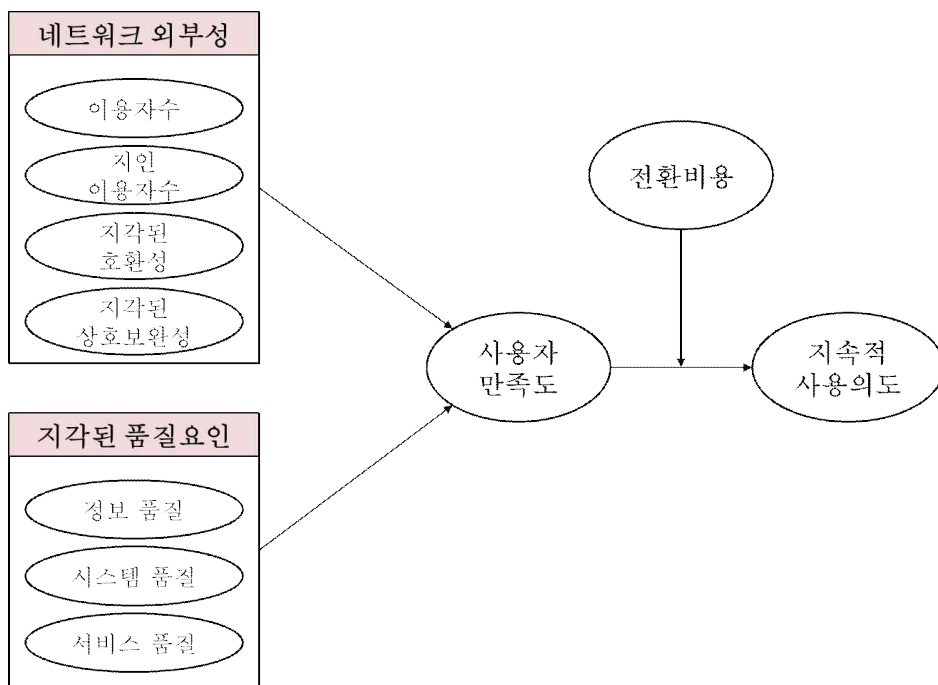 네트워크 외부성
이용자수
지인
이용자수
지각된
호환성
지각된
상호보완성
지각된 품질요인
정보 품질
시스템 품질
서비스 품질
사용자
만족도
전환비용
지속적
사용의도